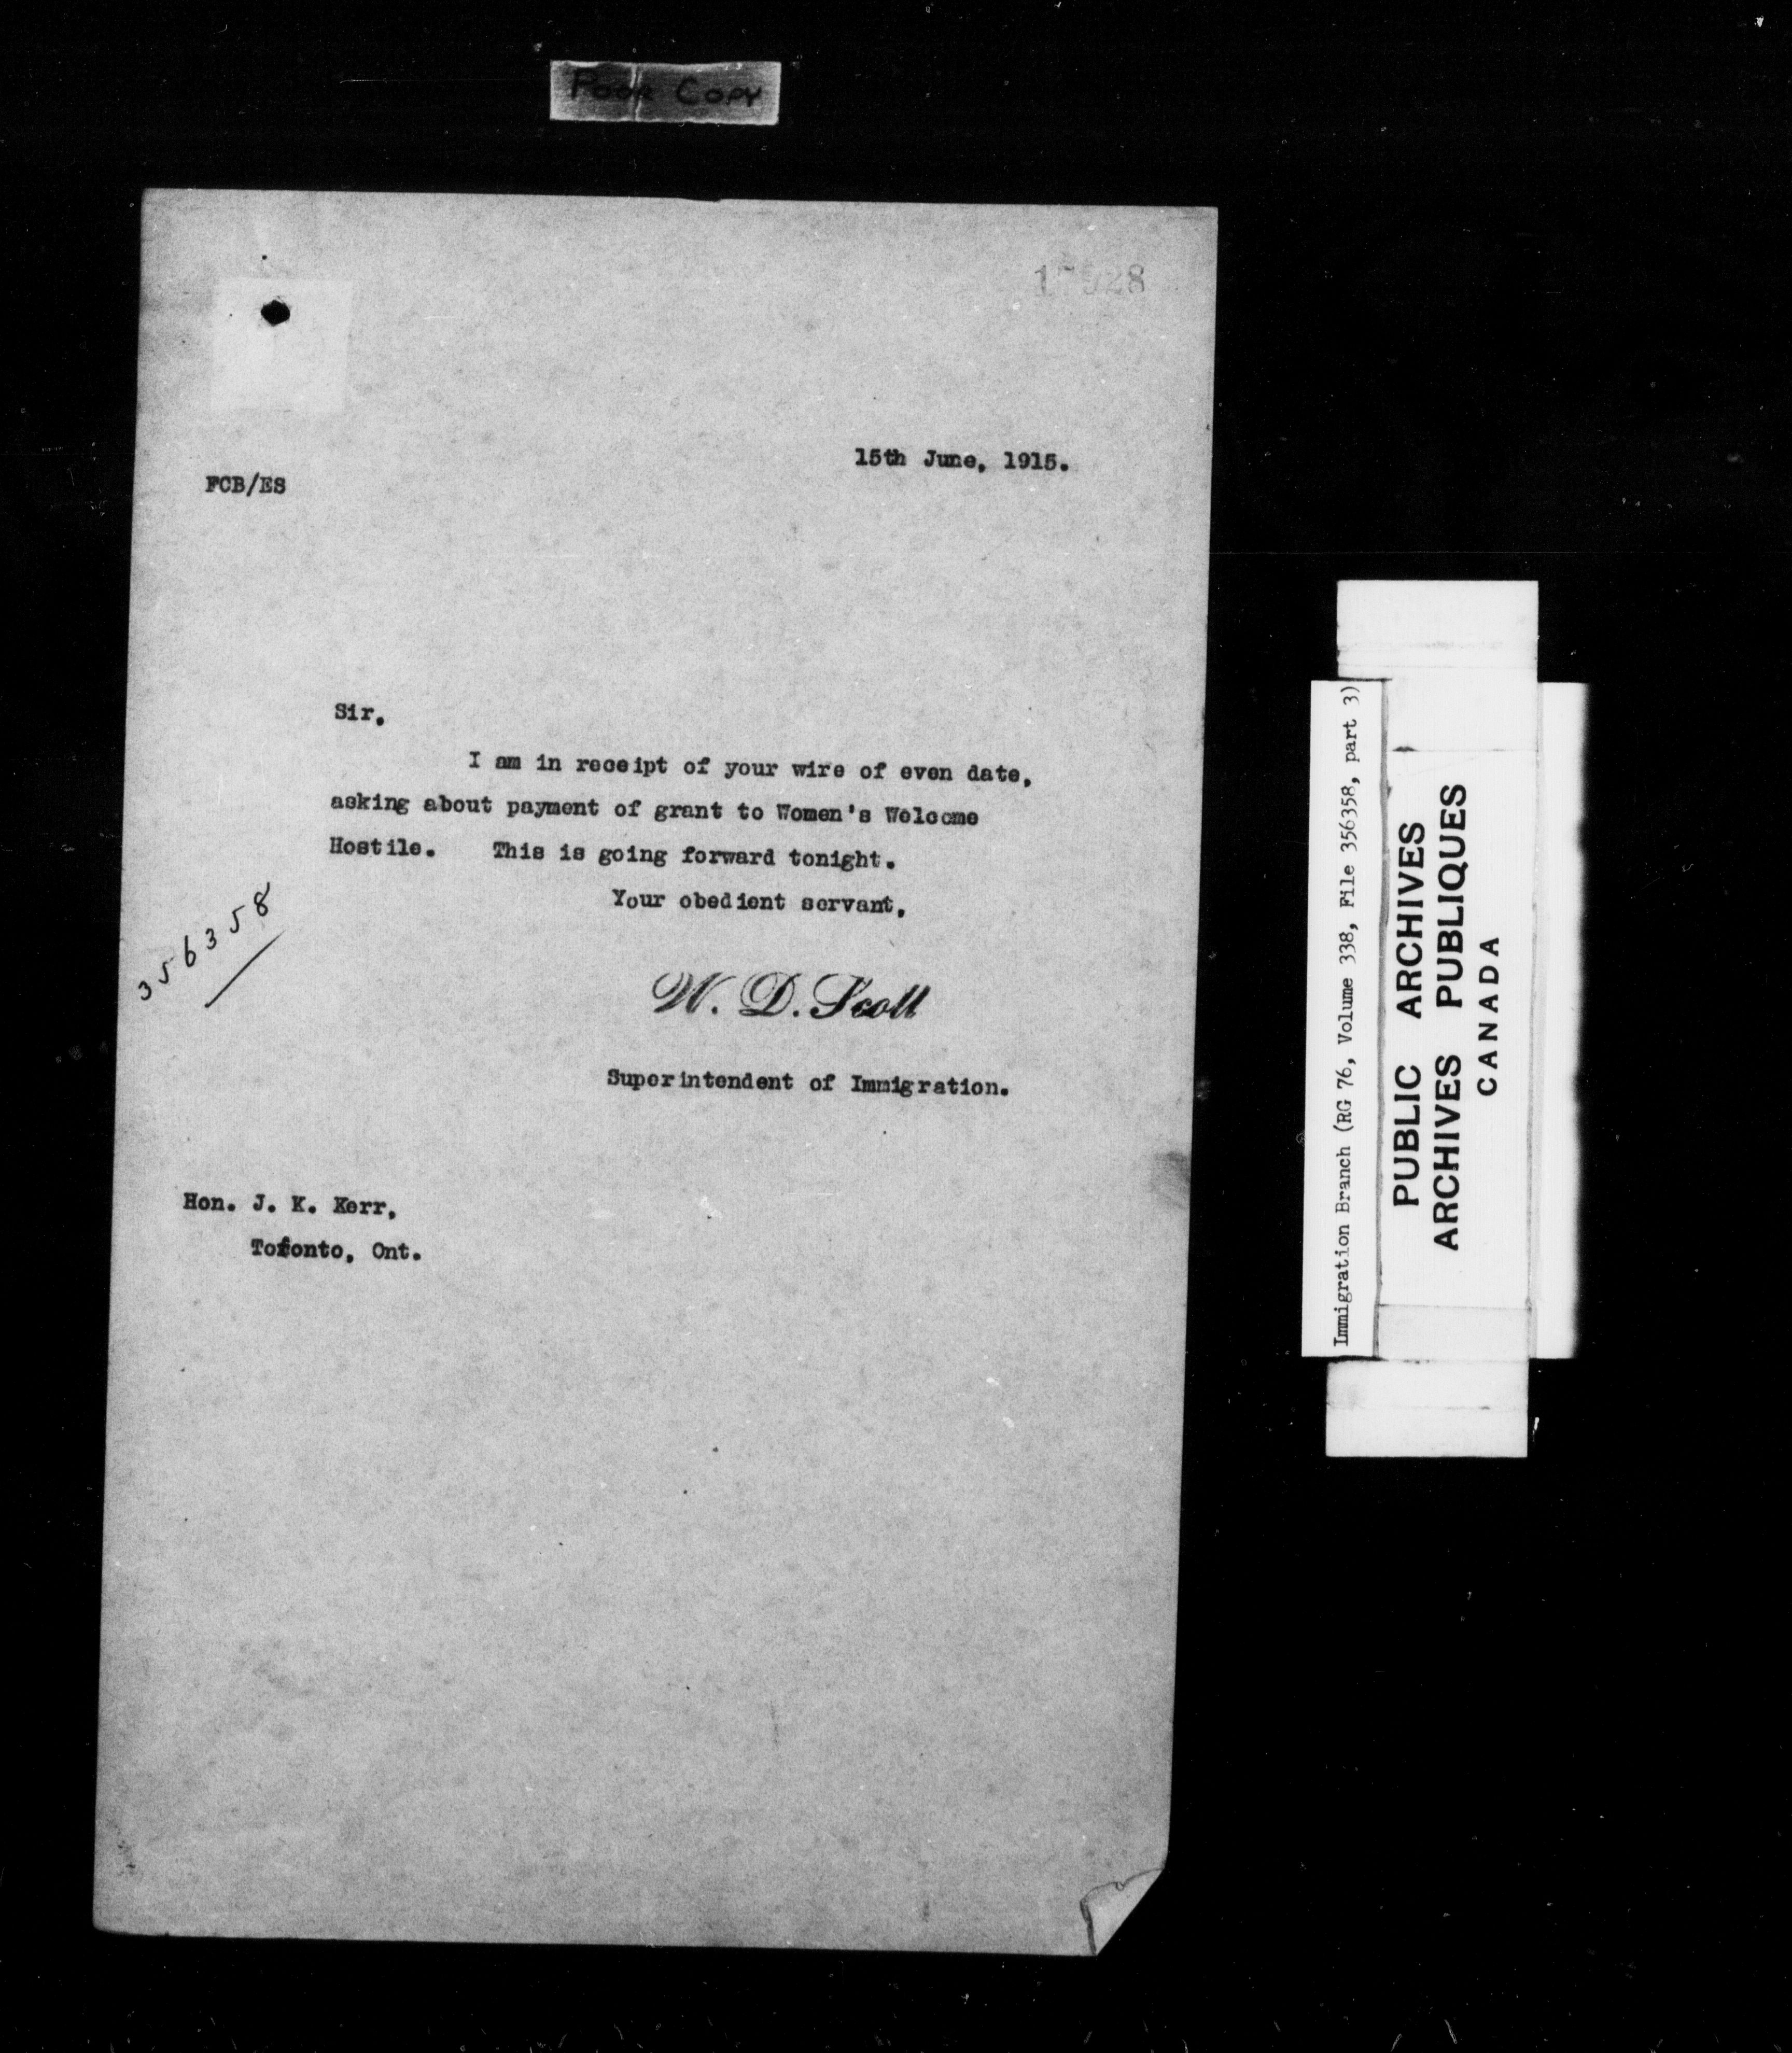 POOR COPY
15th June, 1915.
FCB/ES
Sir,
I am in receipt of your wire of even date,
asking about payment of grant to Women's Welcome
Hostile. This is going forward tonight.
Your obedient servant,
W. D. Scott
Superintendent of Immigration.
356358
Hon. J. K. Kerr,
Toronto, Ont.
Immigration Branch (RG 76, Volume 338, File 356358, part 3)
PUBLIC ARCHIVES
ARCHIVES PUBLIQUES
CANADA